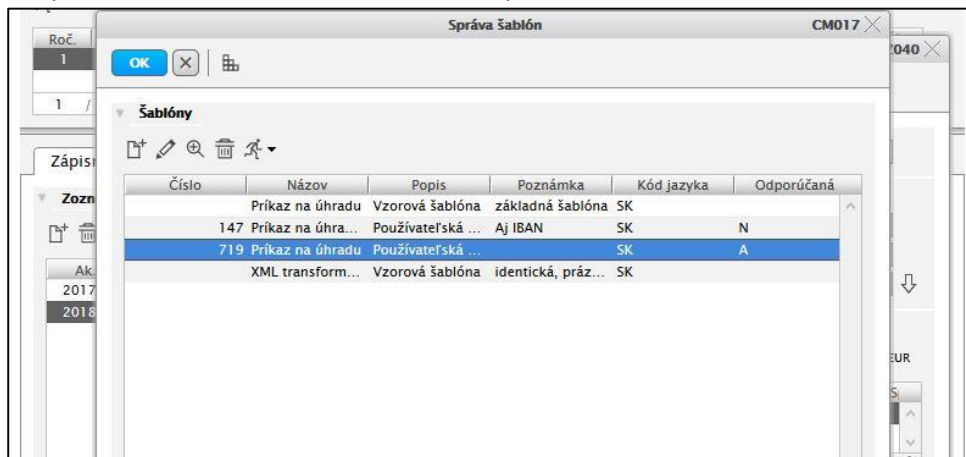 Správa šablón CM017
Roč.
1
OK
040
1 /
Šablóny
Zápis
Zozn
Číslo Názov Popis Poznámka Kód jazyka Odporúčaná
Príkaz na úhradu Vzorová šablóna základná šablóna SK
147 Príkaz na úhra... Používateľská ... Aj IBAN SK N
719 Príkaz na úhradu Používateľská ... SK A
Ak.
XML transform... Vzorová šablóna identická, práz... SK
2017
2018
EUR